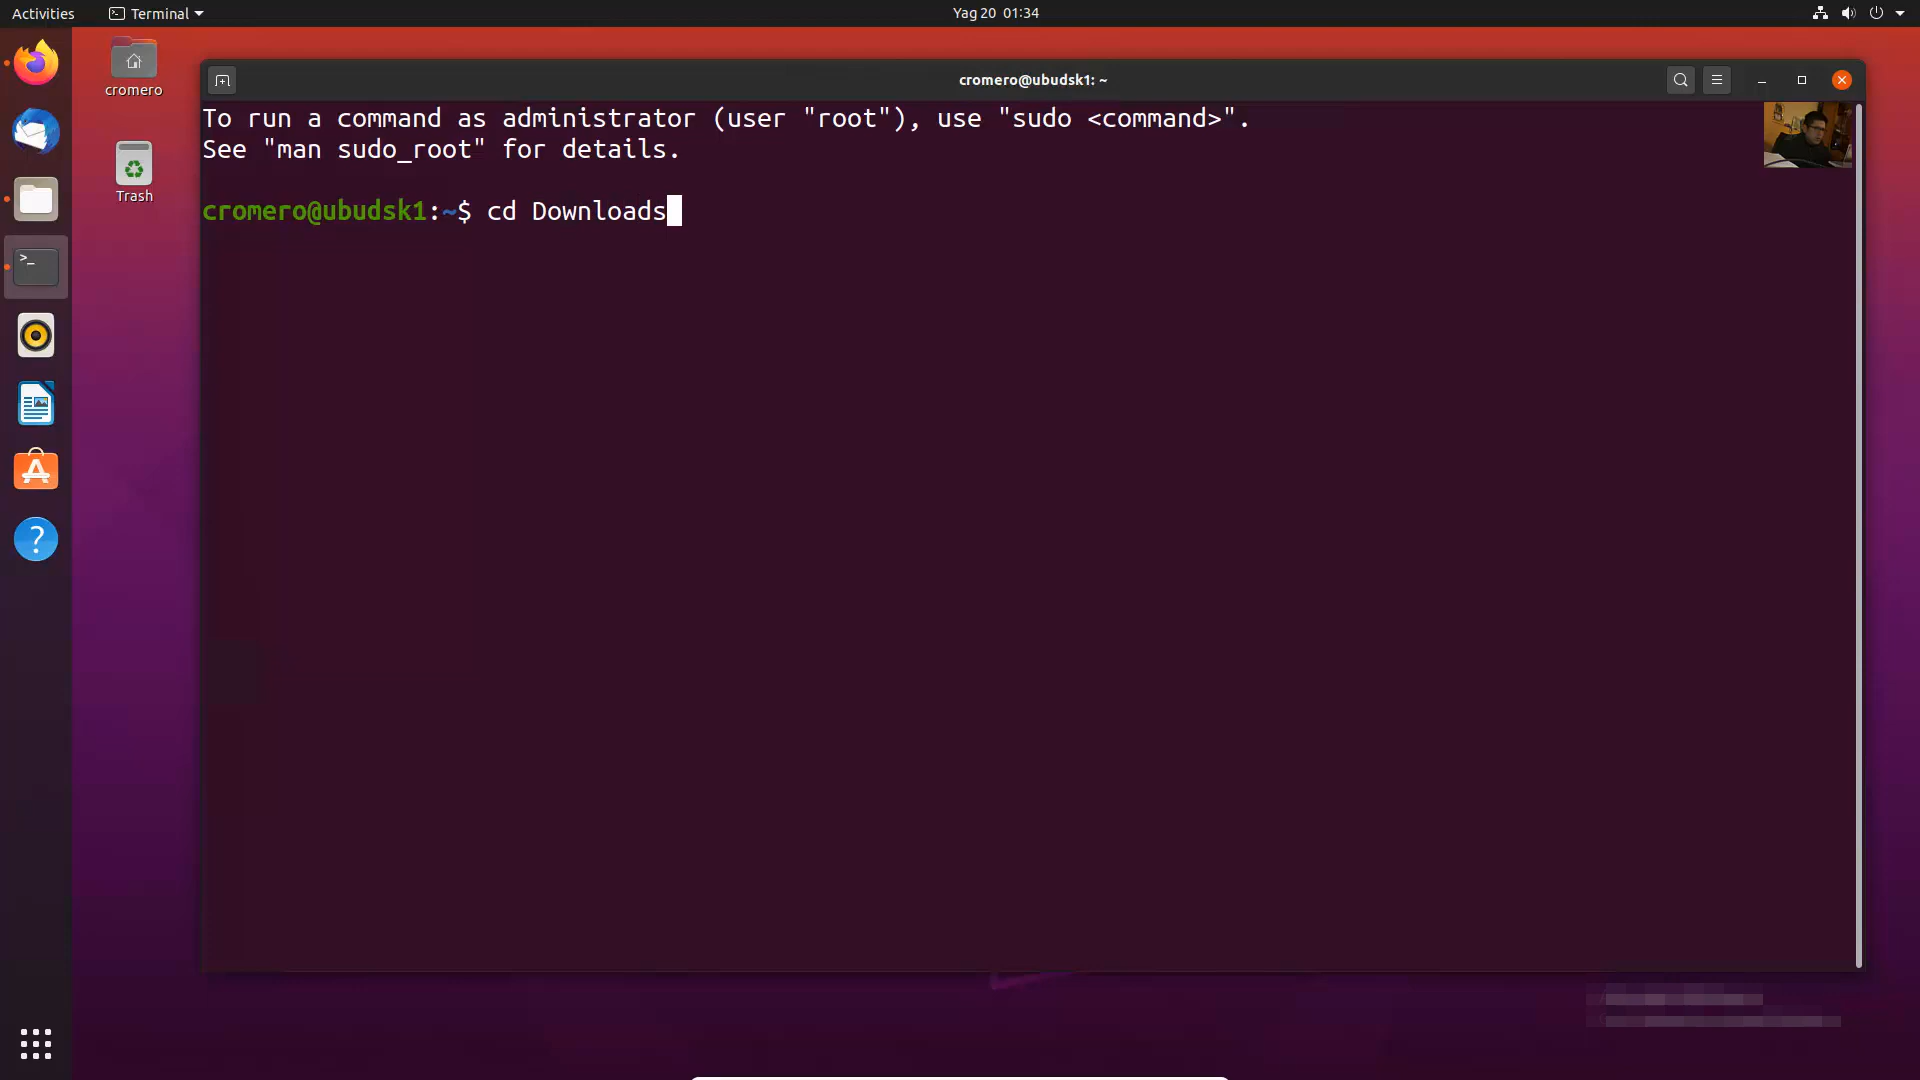 Activities
Terminal
Yag 20 01:34
cromero
Trash
cromero@ubudsk1: ~
To run a command as administrator (user "root"), use "sudo <command>".
See "man sudo_root" for details.
cromero@ubudsk1:~$ cd Downloads